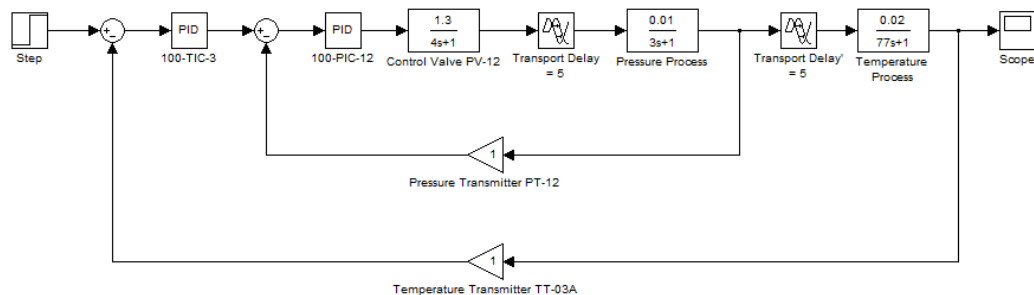 Step
+
-
PID
100-TIC-3
+
-
PID
100-PIC-12
1.3
4s+1
Control Valve PV-12
Transport Delay
= 5
0.01
3s+1
Pressure Process
Transport Delay'
= 5
0.02
77s+1
Temperature
Process
Scope
1
Pressure Transmitter PT-12
1
Temperature Transmitter TT-03A